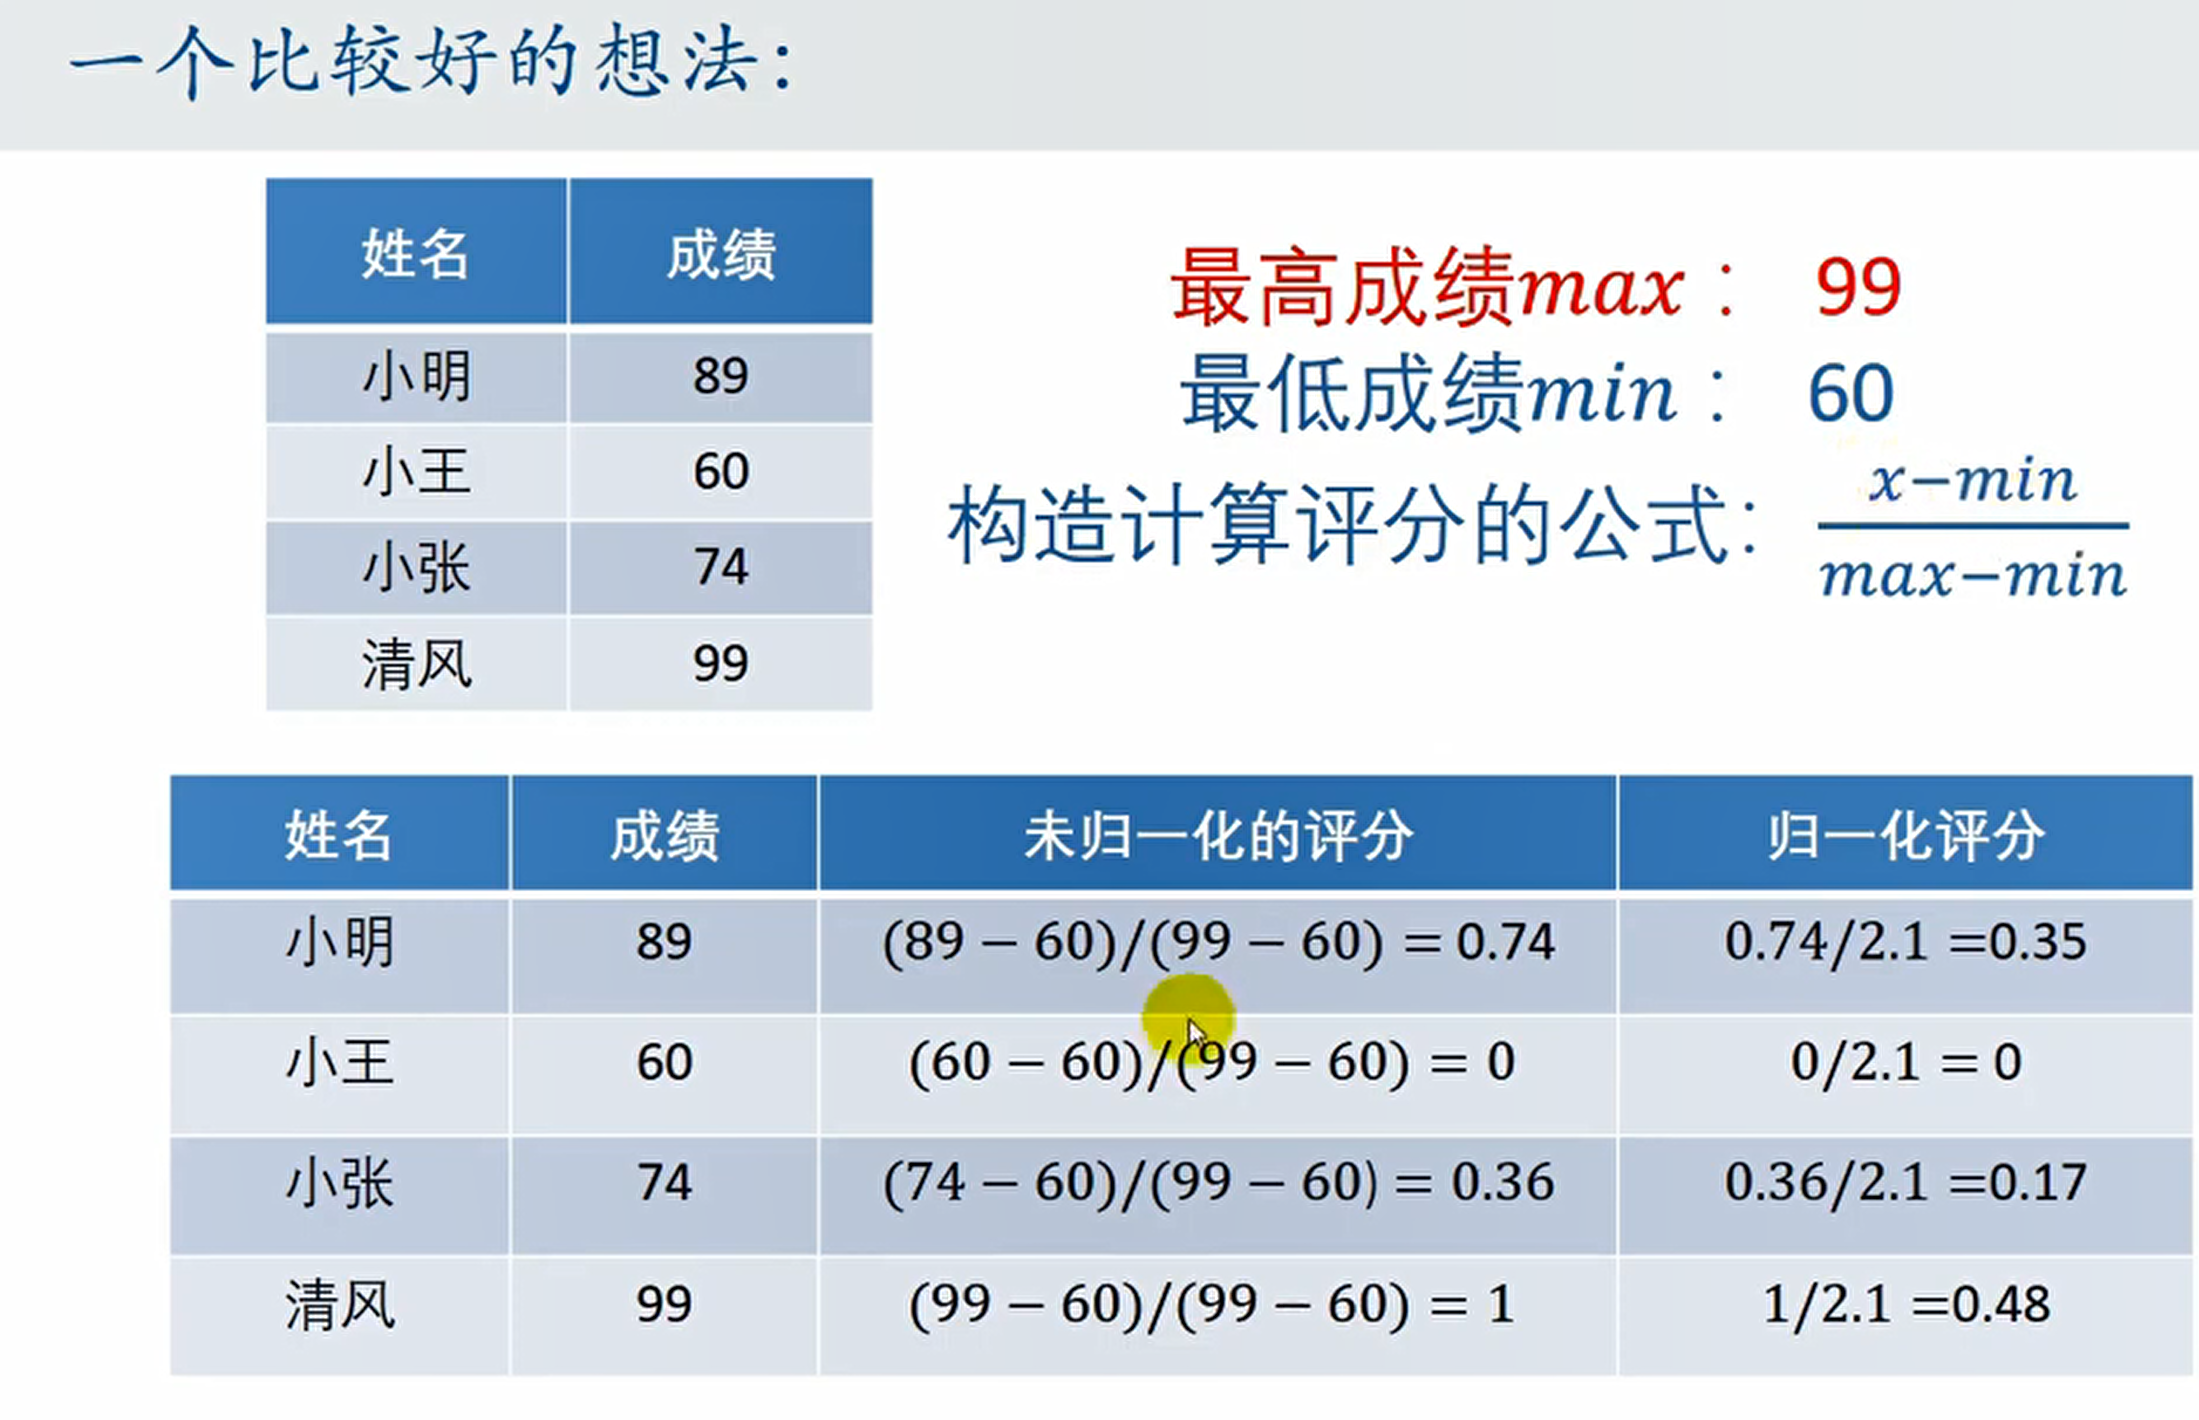 一个比较好的想法：
姓名 成绩
小明 89
小王 60
小张 74
清风 99
最高成绩max： 99
最低成绩min： 60
构造计算评分的公式： x−min
max−min
姓名 成绩 未归一化的评分 归一化评分
小明 89 (89 − 60)/(99 − 60) = 0.74 0.74/2.1 =0.35
小王 60 (60 − 60)/(99 − 60) = 0 0/2.1 = 0
小张 74 (74 − 60)/(99 − 60) = 0.36 0.36/2.1 =0.17
清风 99 (99 − 60)/(99 − 60) = 1 1/2.1 =0.48